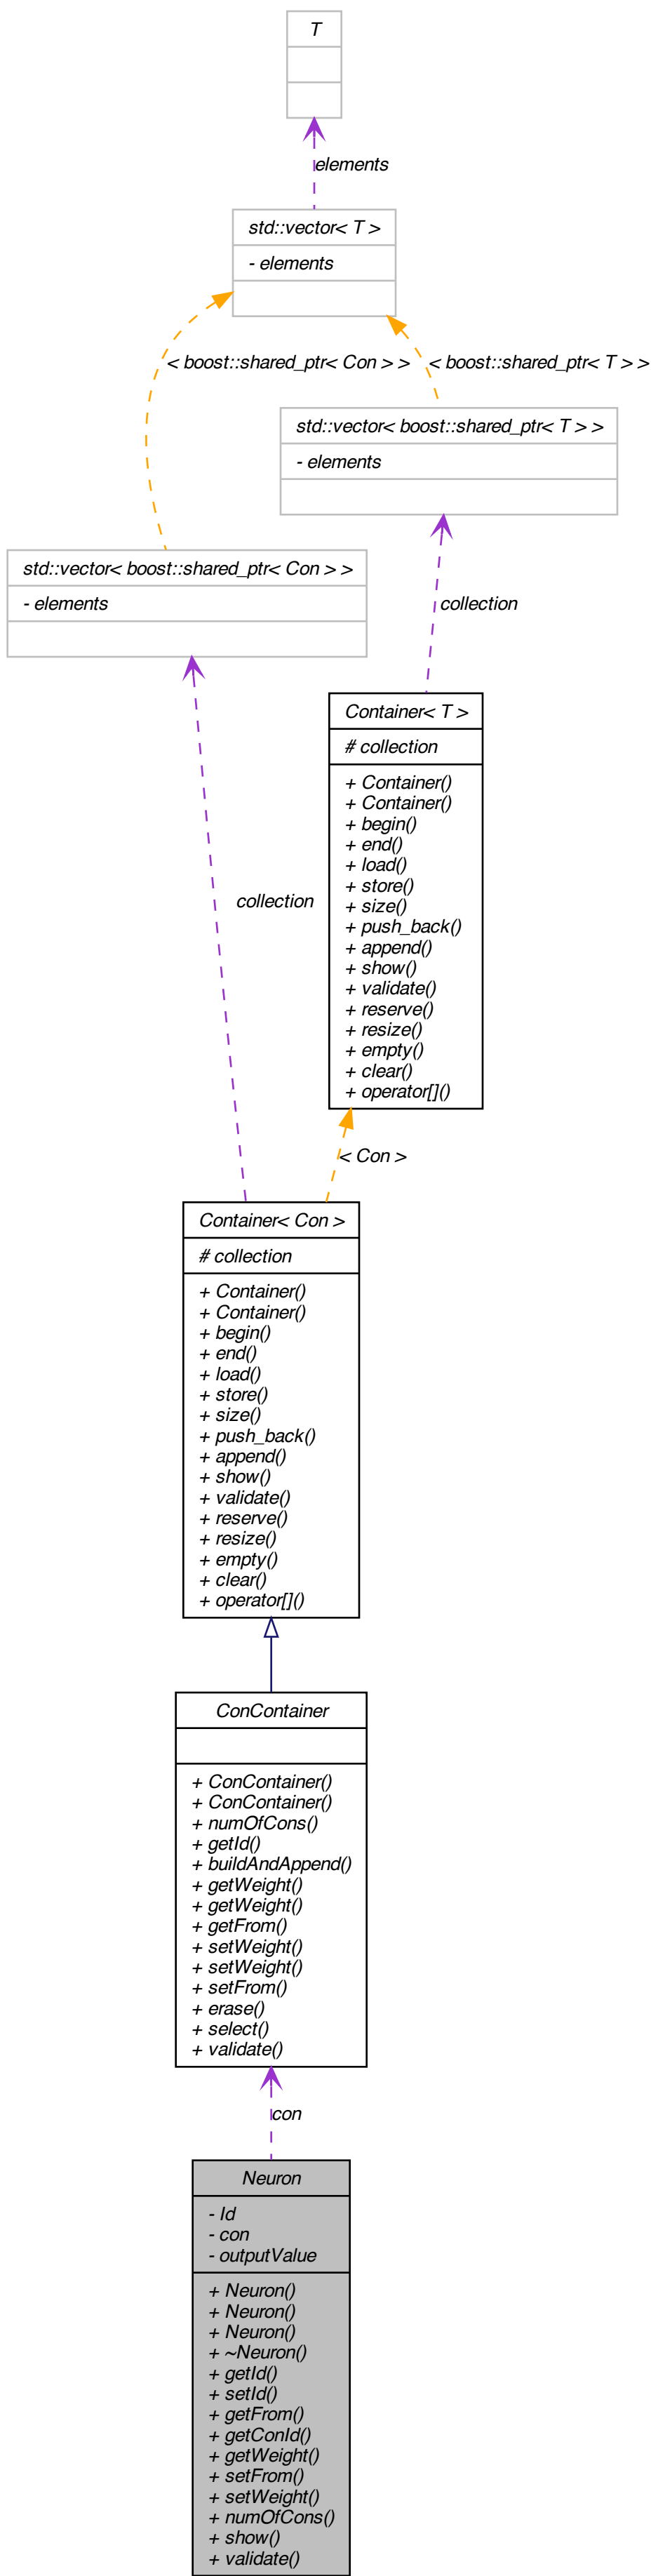 T
elements
std::vector< T >
- elements
< boost::shared_ptr< Con > >
< boost::shared_ptr< T > >
std::vector< boost::shared_ptr< T > >
- elements
std::vector< boost::shared_ptr< Con > >
- elements
collection
Container< T >
# collection
+ Container()
+ Container()
+ begin()
+ end()
+ load()
+ store()
+ size()
+ push_back()
+ append()
+ show()
+ validate()
+ reserve()
+ resize()
+ empty()
+ clear()
+ operator[]()
collection
< Con >
Container< Con >
# collection
+ Container()
+ Container()
+ begin()
+ end()
+ load()
+ store()
+ size()
+ push_back()
+ append()
+ show()
+ validate()
+ reserve()
+ resize()
+ empty()
+ clear()
+ operator[]()
ConContainer
+ ConContainer()
+ ConContainer()
+ numOfCons()
+ getId()
+ buildAndAppend()
+ getWeight()
+ getWeight()
+ getFrom()
+ setWeight()
+ setWeight()
+ setFrom()
+ erase()
+ select()
+ validate()
con
Neuron
- Id
- con
- outputValue
+ Neuron()
+ Neuron()
+ Neuron()
+ ~Neuron()
+ getId()
+ setId()
+ getFrom()
+ getConId()
+ getWeight()
+ setFrom()
+ setWeight()
+ numOfCons()
+ show()
+ validate()